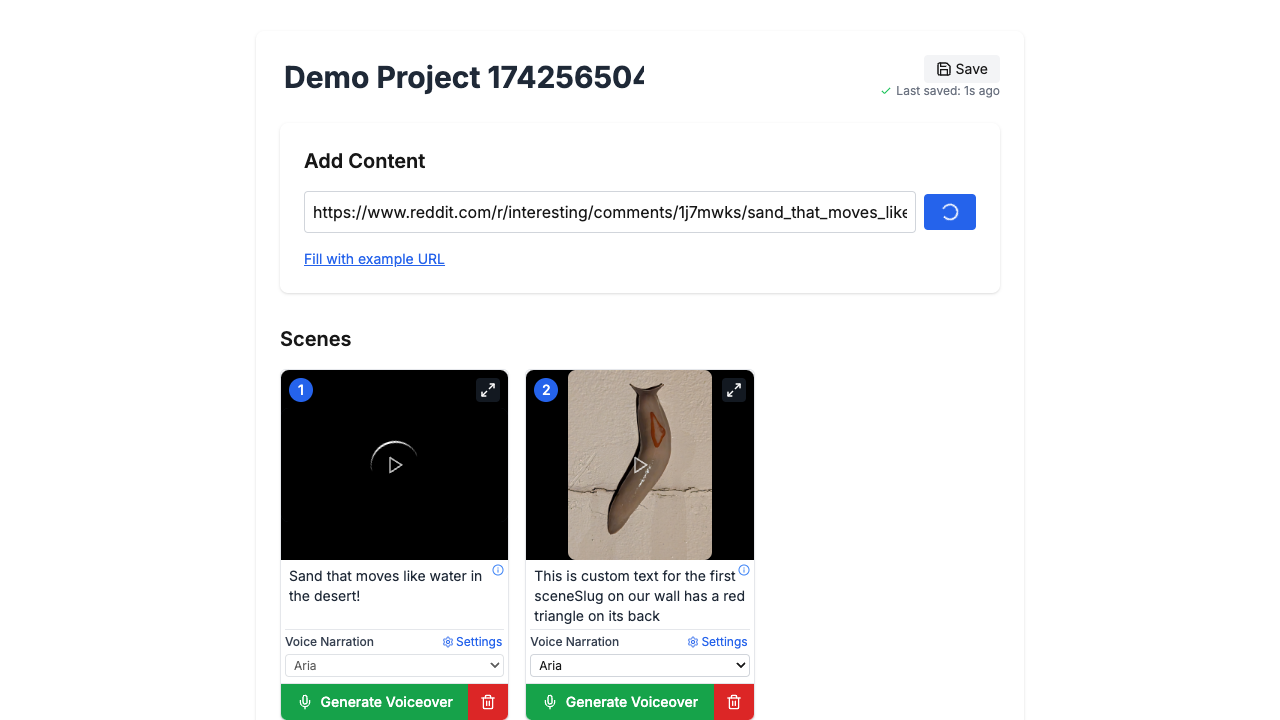 Demo Project 174256504
Save
Last saved: 1s ago
Add Content
https://www.reddit.com/r/interesting/comments/1j7mwks/sand_that_moves_like
Fill with example URL
Scenes
1
Sand that moves like water in
the desert!
Voice Narration
Settings
Aria
Generate Voiceover
2
This is custom text for the first
sceneSlug on our wall has a red
triangle on its back
Voice Narration
Settings
Aria
Generate Voiceover